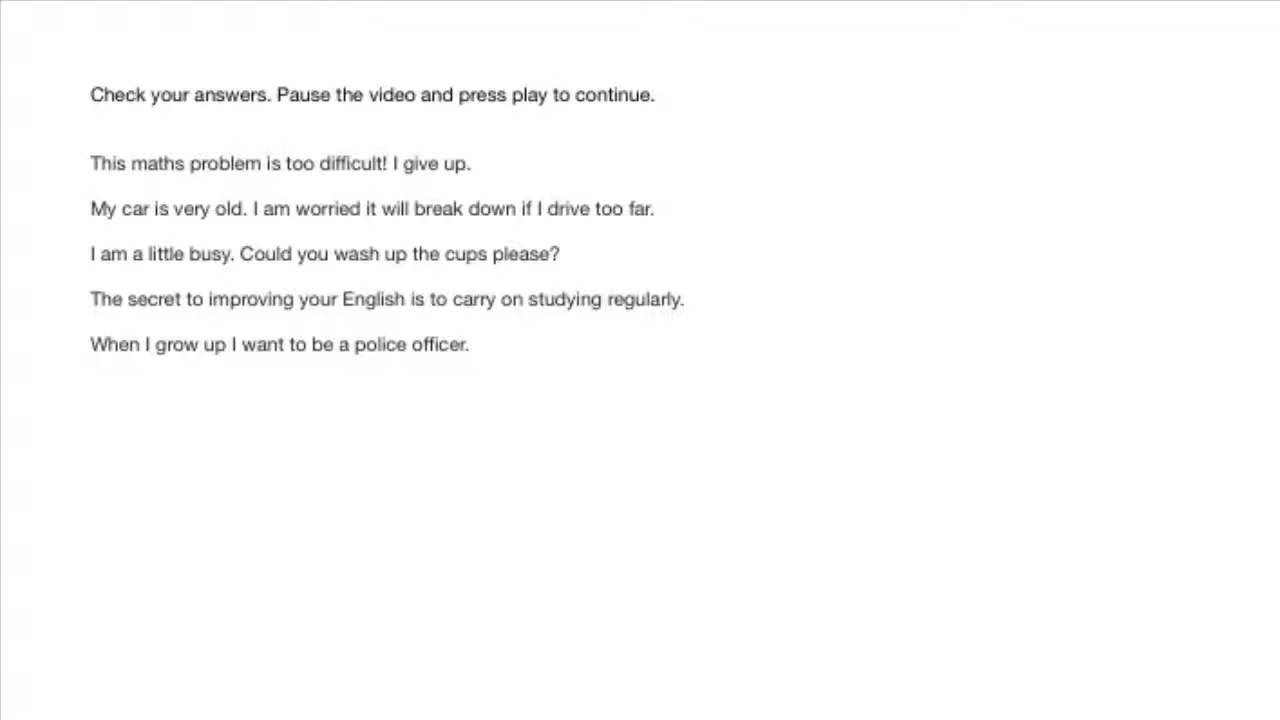 Check your answers. Pause the video and press play to continue.
This maths problem is too difficult! I give up.
My car is very old. I am worried it will break down if I drive too far.
I am a little busy. Could you wash up the cups please?
The secret to improving your English is to carry on studying regularly.
When I grow up I want to be a police officer.